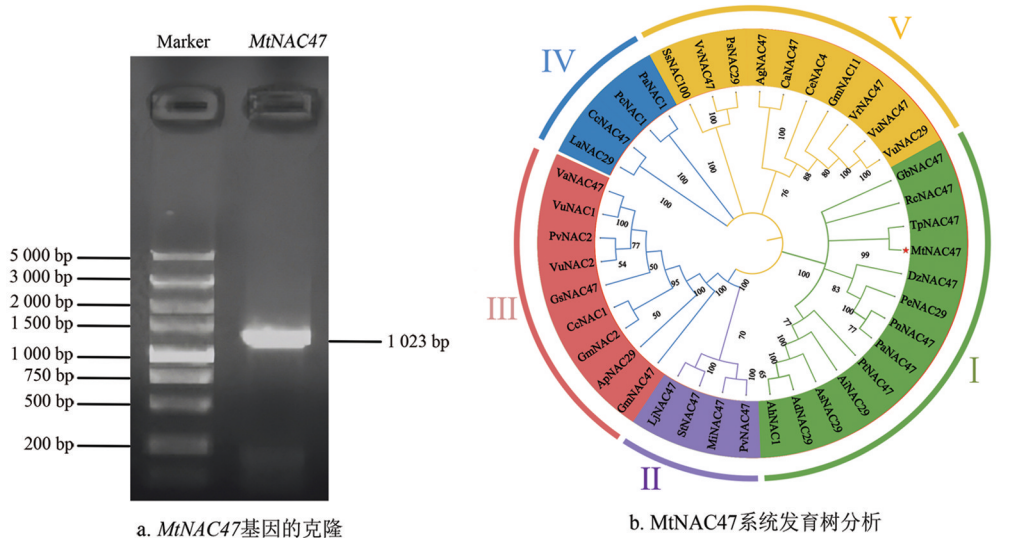 Marker MtNAC47
5 000 bp
3 000 bp
2 000 bp
1 500 bp
1 000 bp
750 bp
500 bp
200 bp
1 023 bp
a. MtNAC47基因的克隆
IV
V
III
II
I
PaNAC1
PeNAC1
CcNAC47
LaNAC29
SsNAC100
VvNAC47
PsNAC29
AgNAC47
CaNAC47
CeNAC4
GmNAC11
VrNAC47
VuNAC47
VuNAC29
GbNAC47
RcNAC47
TpNAC47
*MtNAC47
DzNAC47
PeNAC29
PnNAC47
PaNAC47
PtNAC47
AiNAC29
AsNAC29
AdNAC29
AhNAC1
PvNAC47
MiNAC47
StNAC47
LjNAC47
GmNAC47
ApNAC29
GmNAC2
CcNAC1
GsNAC47
VuNAC2
PvNAC2
VuNAC1
VaNAC47
100
100
100
100
100
76
88
80
100
100
100
99
83
100
77
77
100
100
65
100
70
100
100
100
100
95
50
50
54
77
100
b. MtNAC47系统发育树分析